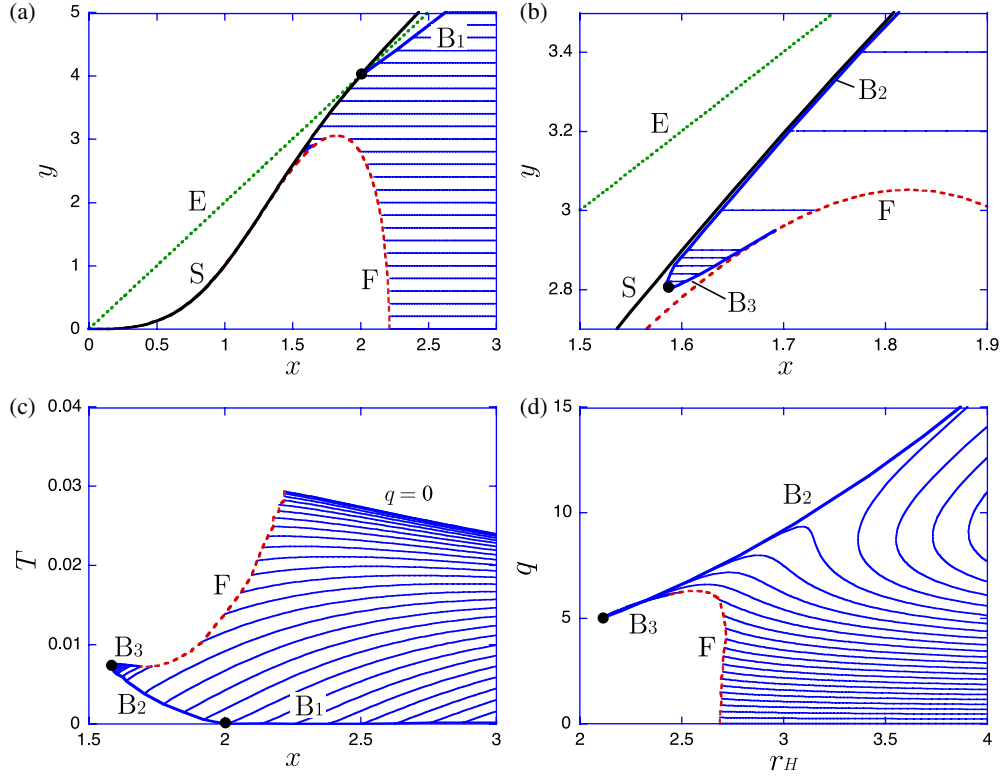 (a)
5
4
3
2
1
0
y
0
0.5
1
1.5
2
2.5
3
x
B1
E
S
F
(b)
3.4
3.2
3
2.8
y
1.5
1.6
1.7
1.8
1.9
x
E
B2
F
S
B3
(c)
0.04
0.03
0.02
0.01
0
T
1.5
2
2.5
3
x
q = 0
F
B3
B2
B1
(d)
15
10
5
0
q
2
2.5
3
3.5
4
rH
B2
B3
F